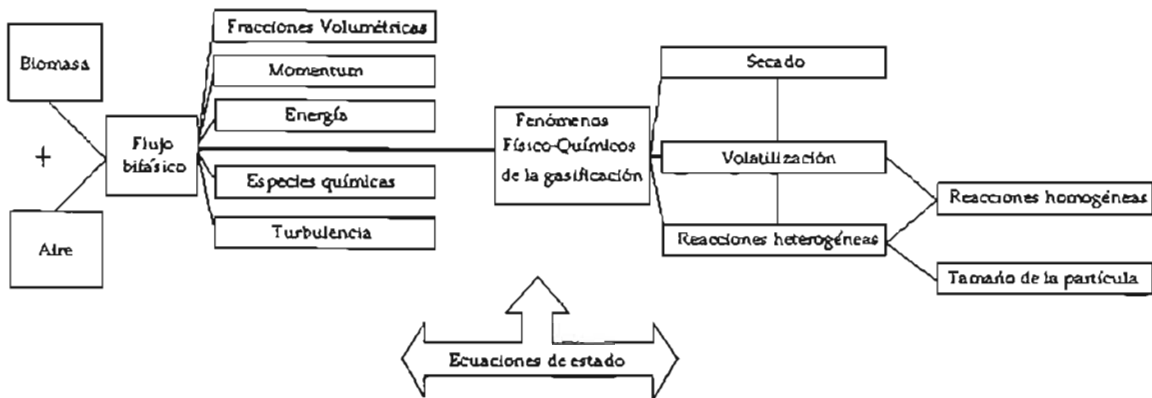 Biomasa
+
Aire
Flujo
bifásico
Fracciones Volumétricas
Momentum
Energía
Especies químicas
Turbulencia
Fenómenos
Físico-Químicos
de la gasificación
Secado
Volatilización
Reacciones heterogéneas
Reacciones homogéneas
Tamaño de la partícula
Ecuaciones de estado